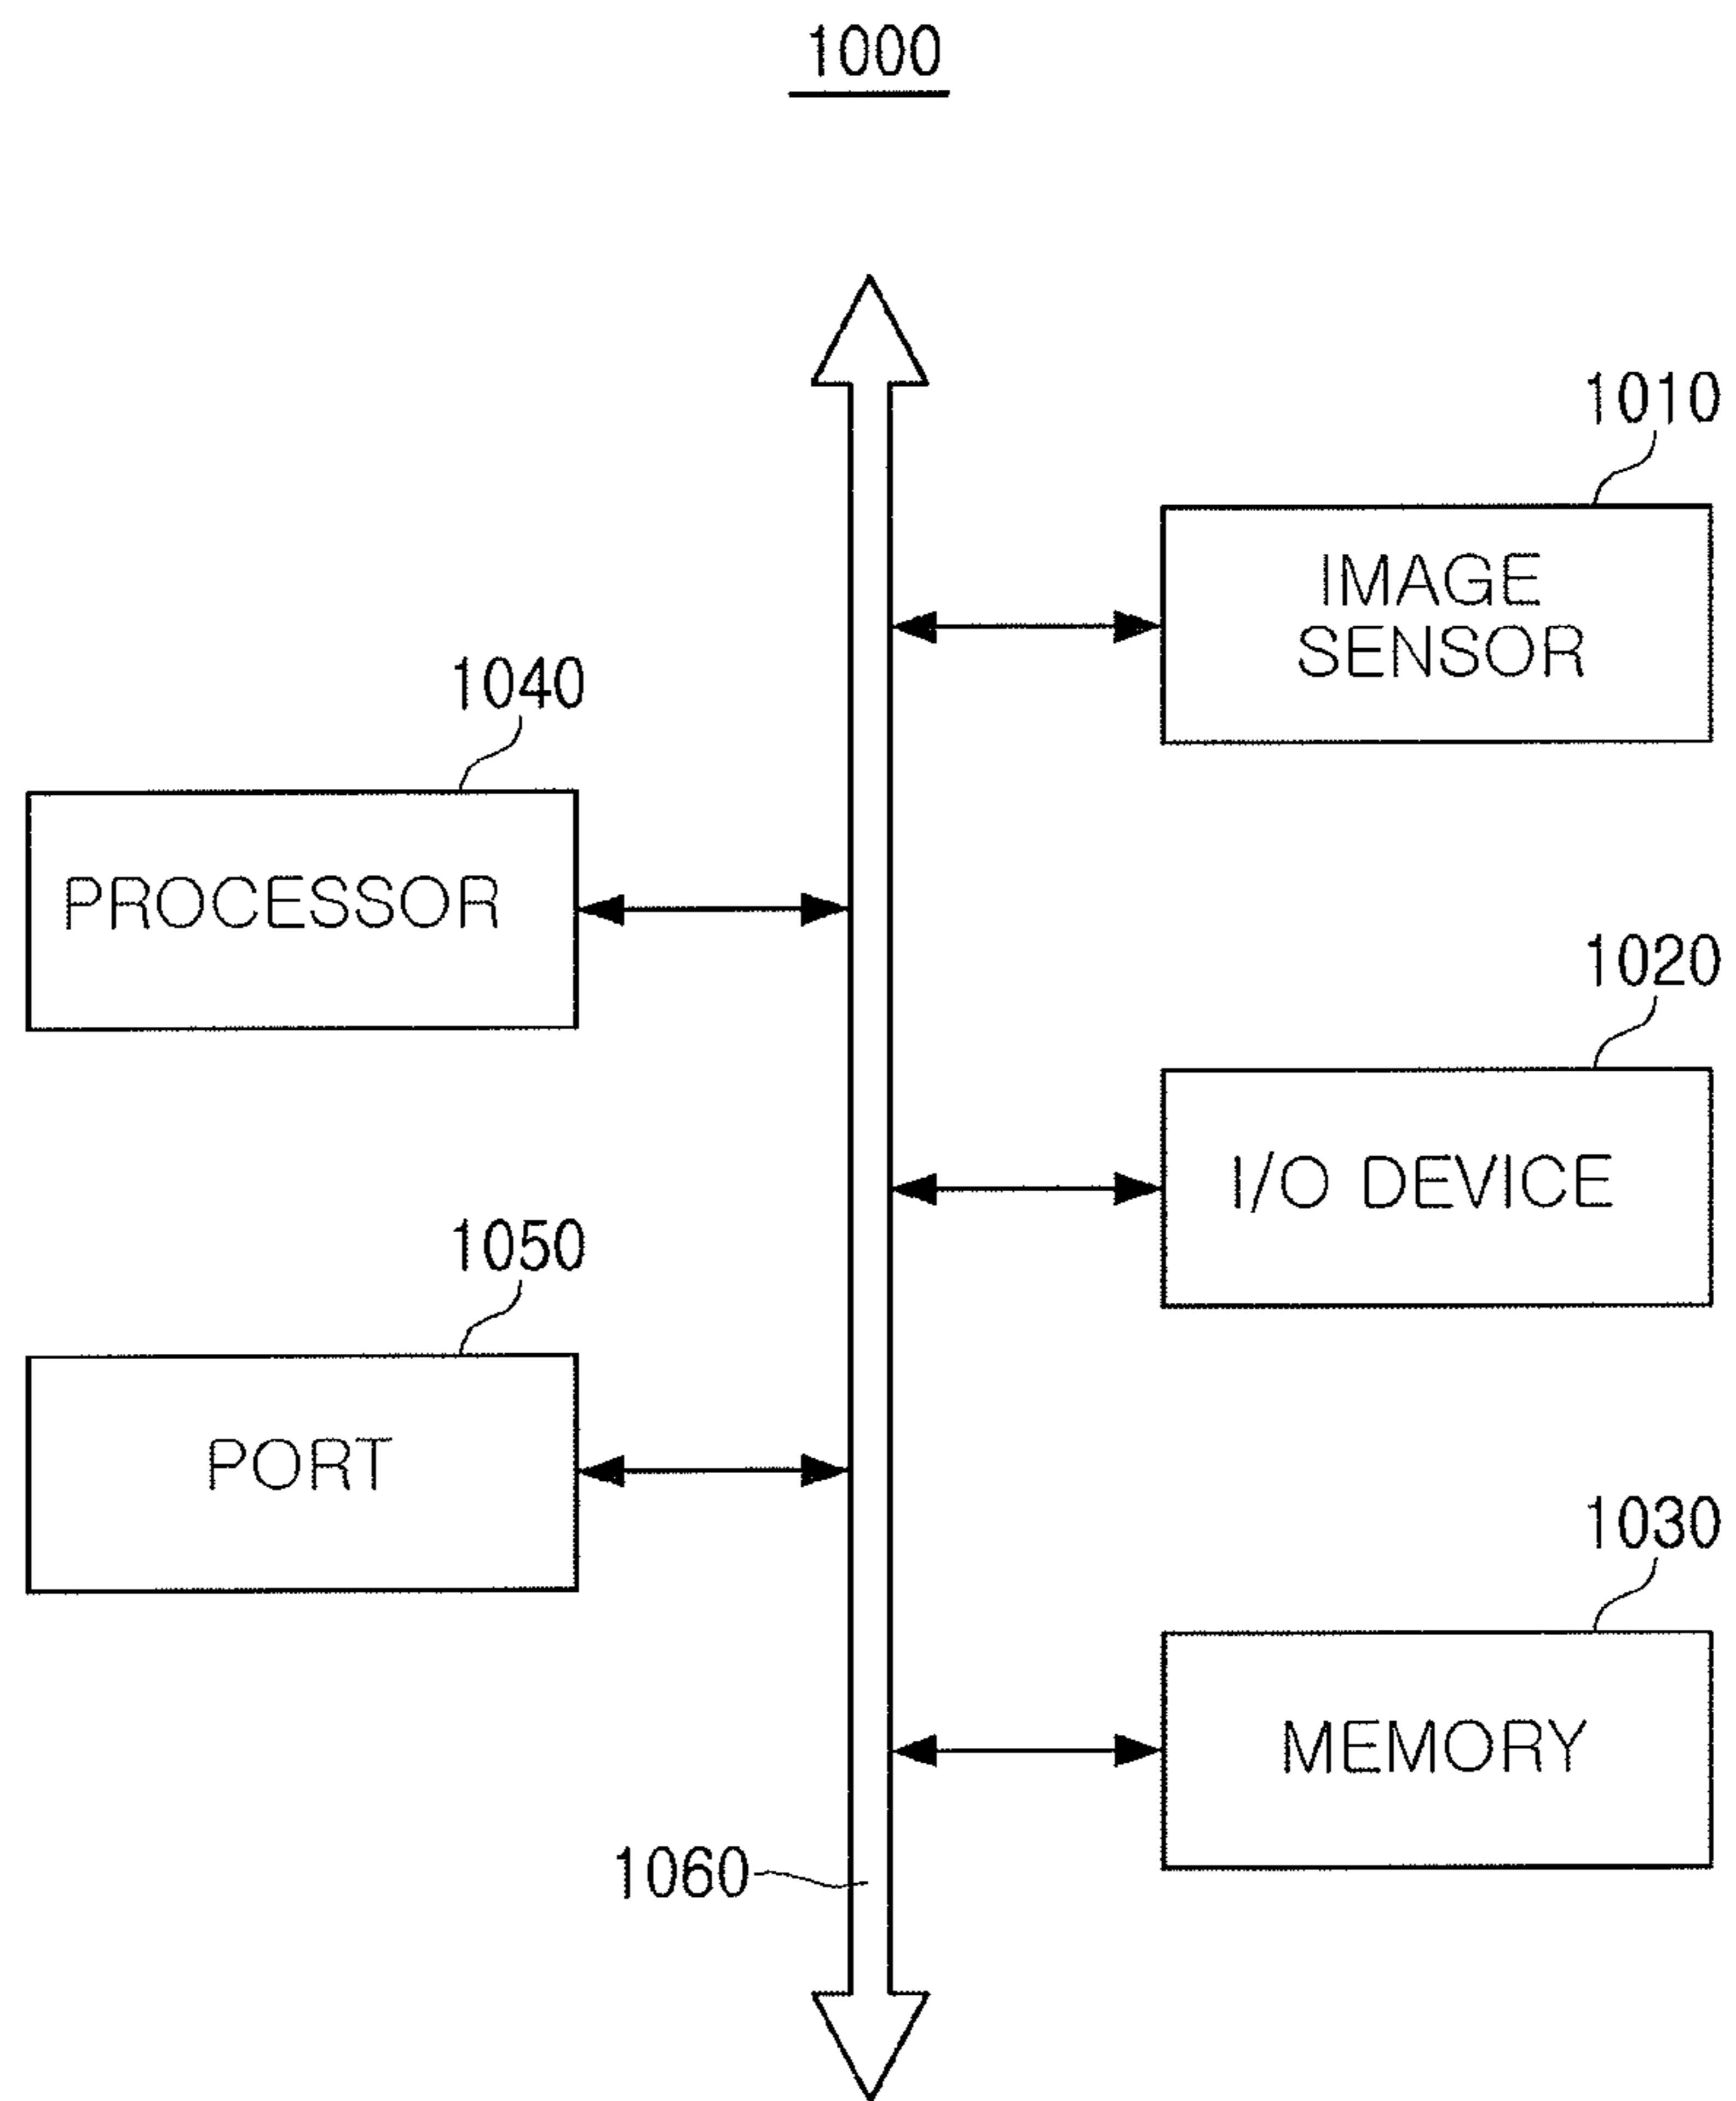 1000
1010
IMAGE
SENSOR
1040
PROCESSOR
1020
I/O DEVICE
1050
PORT
1030
MEMORY
1060